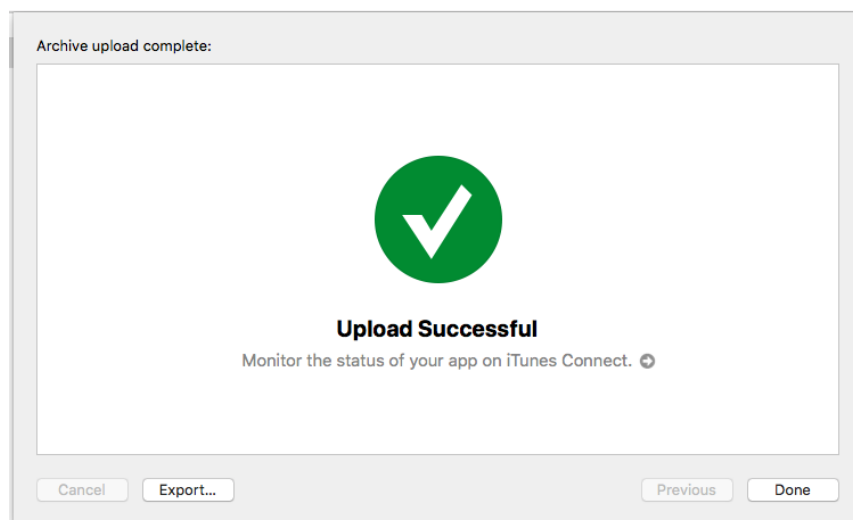 Archive upload complete:
Upload Successful
Monitor the status of your app on iTunes Connect.
Cancel
Export...
Previous
Done